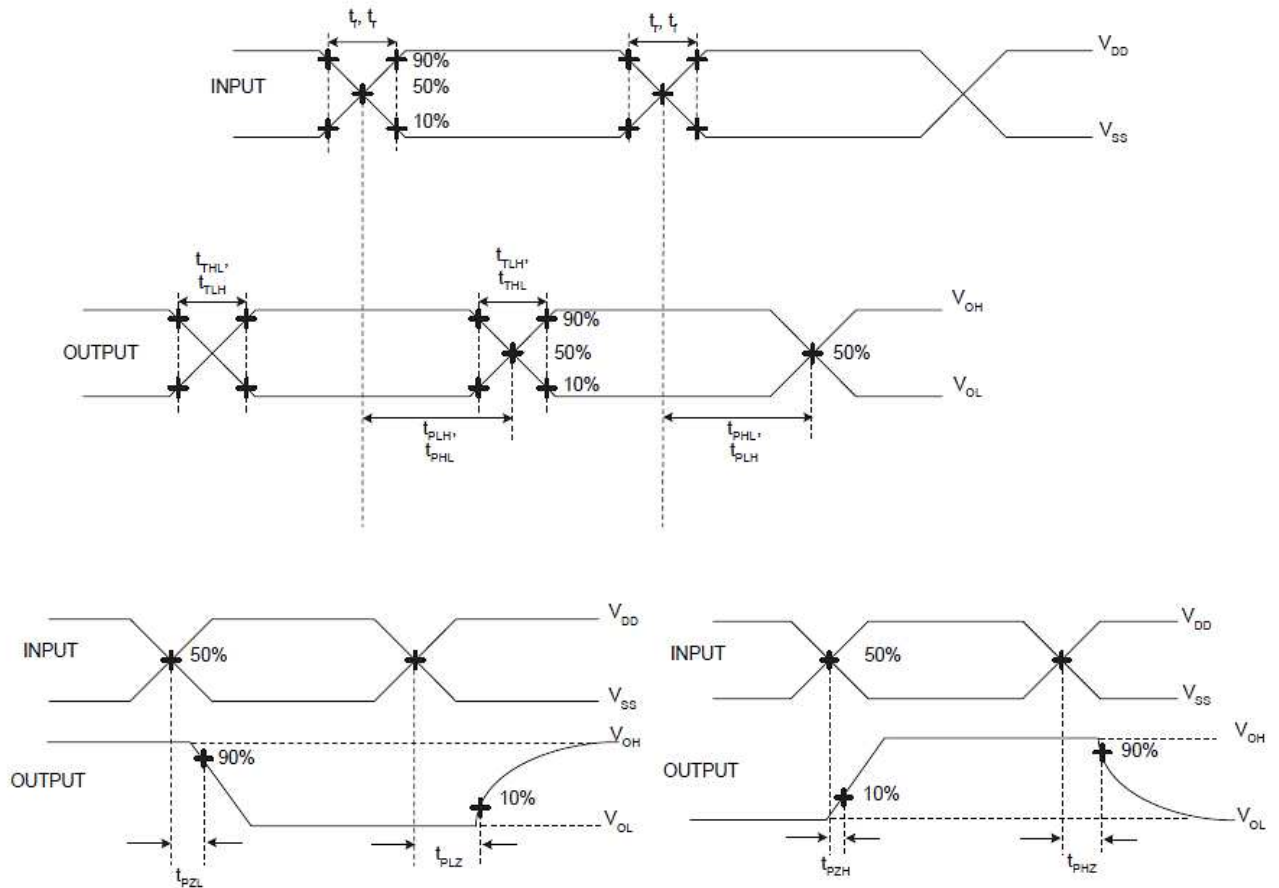 tr, tf
tr, tf
VDD
90%
INPUT
50%
10%
VSS
tTHL,
tTLH
tTLH,
tTHL
VOH
90%
OUTPUT
50%
50%
10%
VOL
tPLH,
tPHL
tPHL,
tPLH
VDD
INPUT
50%
VSS
VOH
90%
OUTPUT
10%
VOL
tPZL
tPLZ
VDD
INPUT
50%
VSS
VOH
90%
OUTPUT
10%
VOL
tPZH
tPHZ